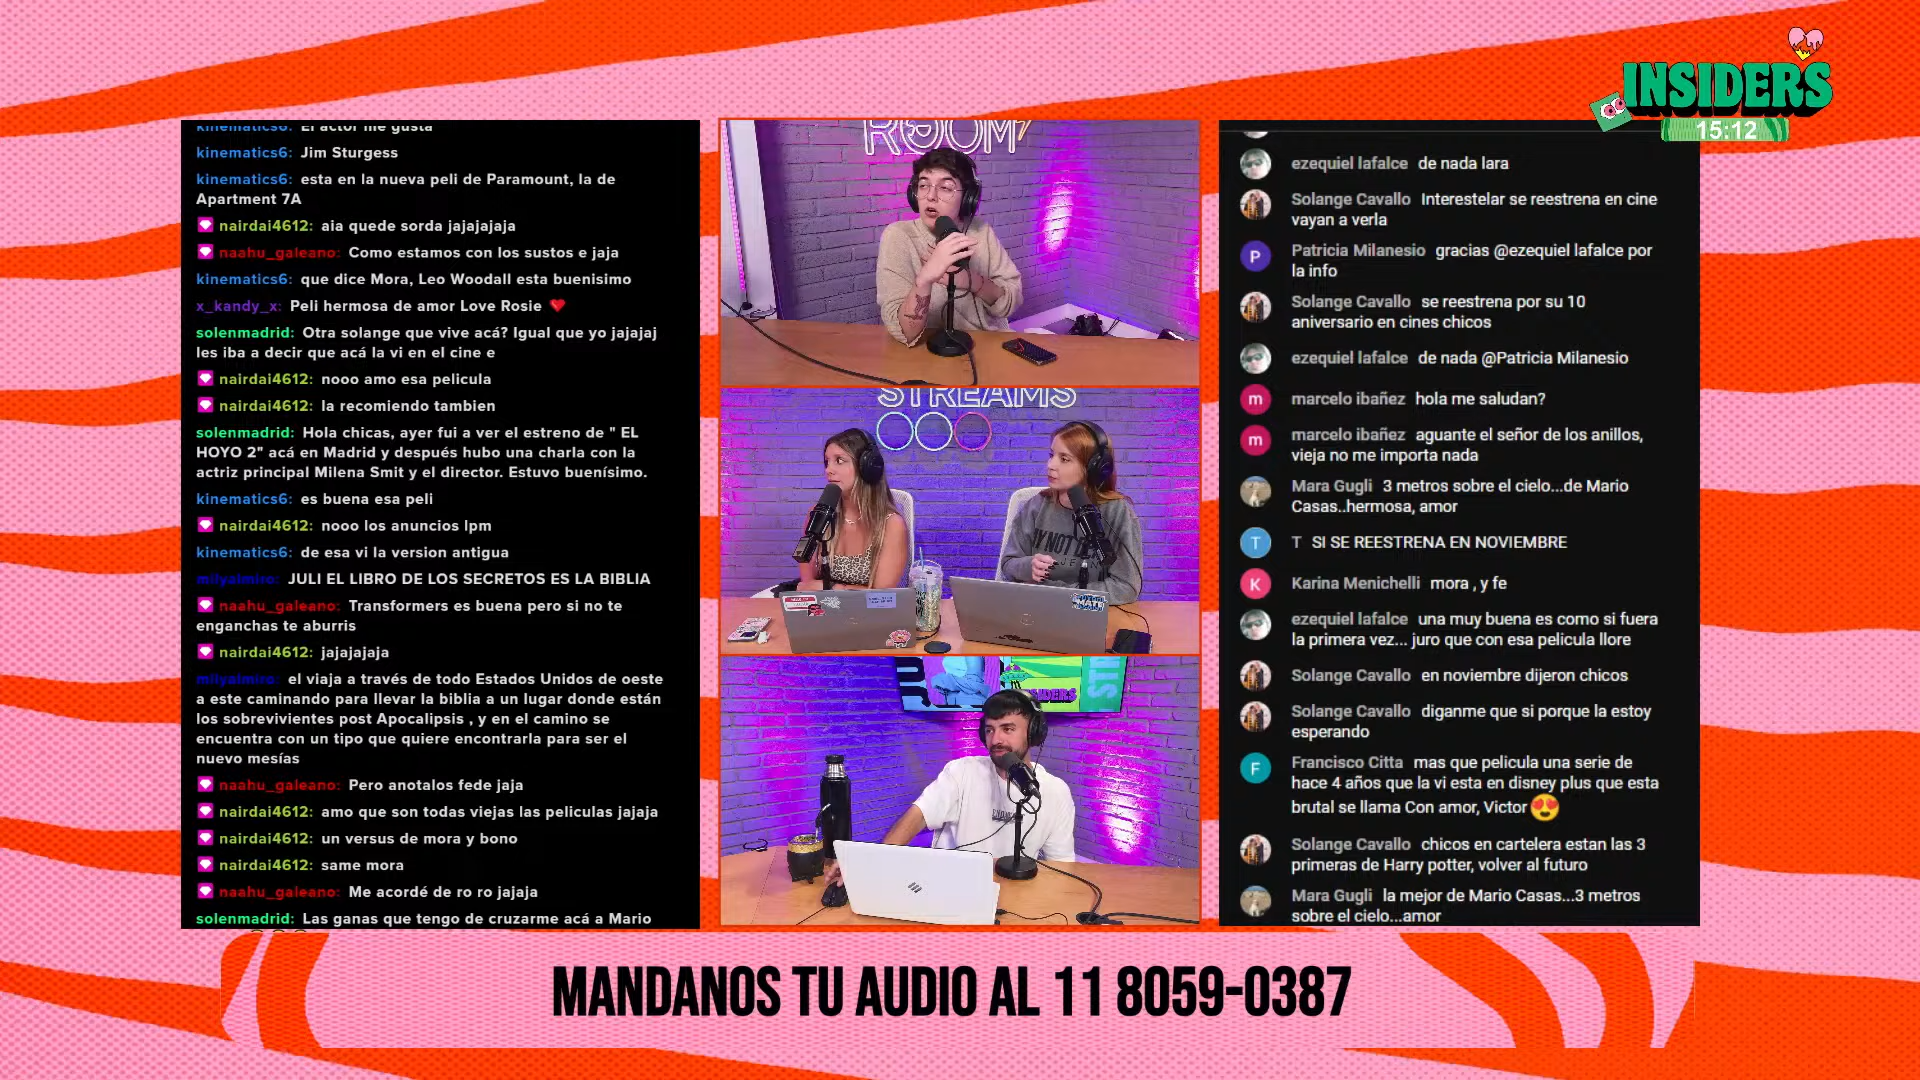 kinematics6: El actor me gusta
kinematics6: Jim Sturgess
kinematics6: esta en la nueva peli de Paramount, la de
Apartment 7A
nairdai4612: aia quede sorda jajajajaja
naahu_galeano: Como estamos con los sustos e jaja
kinematics6: que dice Mora, Leo Woodall esta buenisimo
x_kandy_x: Peli hermosa de amor Love Rosie ❤️
solenmadrid: Otra solange que vive acá? Igual que yo jajajaj
les iba a decir que acá la vi en el cine e
nairdai4612: nooo amo esa pelicula
nairdai4612: la recomiendo tambien
solenmadrid: Hola chicas, ayer fui a ver el estreno de " EL
HOYO 2" acá en Madrid y después hubo una charla con la
actriz principal Milena Smit y el director. Estuvo buenísimo.
kinematics6: es buena esa peli
nairdai4612: nooo los anuncios lpm
kinematics6: de esa vi la version antigua
milyalmiro: JULI EL LIBRO DE LOS SECRETOS ES LA BIBLIA
naahu_galeano: Transformers es buena pero si no te
enganchas te aburris
nairdai4612: jajajajaja
milyalmiro: el viaja a través de todo Estados Unidos de oeste
a este caminando para llevar la biblia a un lugar donde están
los sobrevivientes post Apocalipsis , y en el camino se
encuentra con un tipo que quiere encontrarla para ser el
nuevo mesías
naahu_galeano: Pero anotalos fede jaja
nairdai4612: amo que son todas viejas las peliculas jajaja
nairdai4612: un versus de mora y bono
nairdai4612: same mora
naahu_galeano: Me acordé de ro ro jajaja
solenmadrid: Las ganas que tengo de cruzarme acá a Mario
ROOM
STREAMS
INSIDERS
INSIDERS
15:12
ezequiel lafalce de nada lara
Solange Cavallo Interestelar se reestrena en cine
vayan a verla
P Patricia Milanesio gracias @ezequiel lafalce por
la info
Solange Cavallo se reestrena por su 10
aniversario en cines chicos
ezequiel lafalce de nada @Patricia Milanesio
m marcelo ibañez hola me saludan?
m marcelo ibañez aguante el señor de los anillos,
vieja no me importa nada
Mara Gugli 3 metros sobre el cielo...de Mario
Casas..hermosa, amor
T T SI SE REESTRENA EN NOVIEMBRE
K Karina Menichelli mora , y fe
ezequiel lafalce una muy buena es como si fuera
la primera vez... juro que con esa pelicula llore
Solange Cavallo en noviembre dijeron chicos
Solange Cavallo diganme que si porque la estoy
esperando
F Francisco Citta mas que pelicula una serie de
hace 4 años que la vi esta en disney plus que esta
brutal se llama Con amor, Victor 😍
Solange Cavallo chicos en cartelera estan las 3
primeras de Harry potter, volver al futuro
Mara Gugli la mejor de Mario Casas...3 metros
sobre el cielo...amor
MANDANOS TU AUDIO AL 11 8059-0387